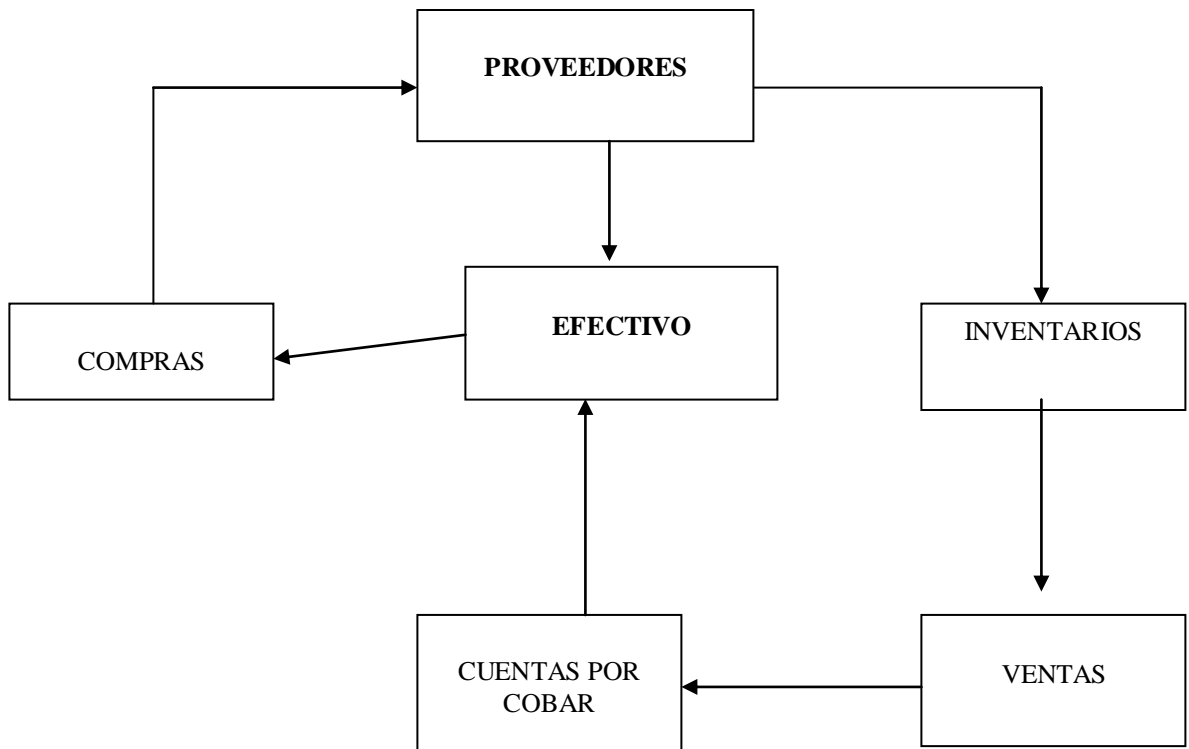 PROVEEDORES
EFECTIVO
INVENTARIOS
COMPRAS
CUENTAS POR
COBAR
VENTAS